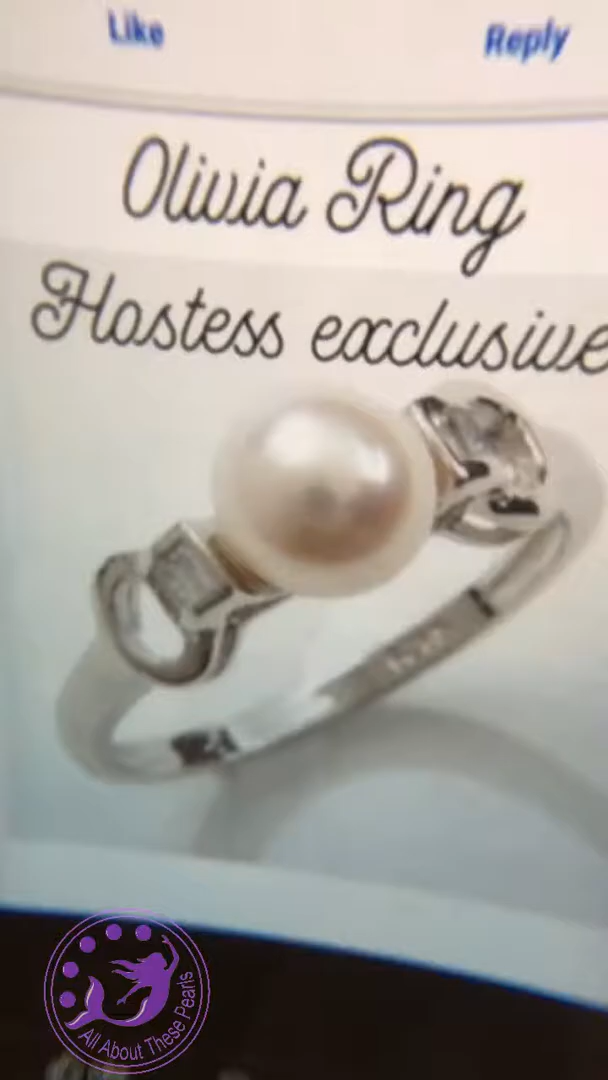 Like Reply
Olivia Ring
Hostess exclusive
All About These Pearls